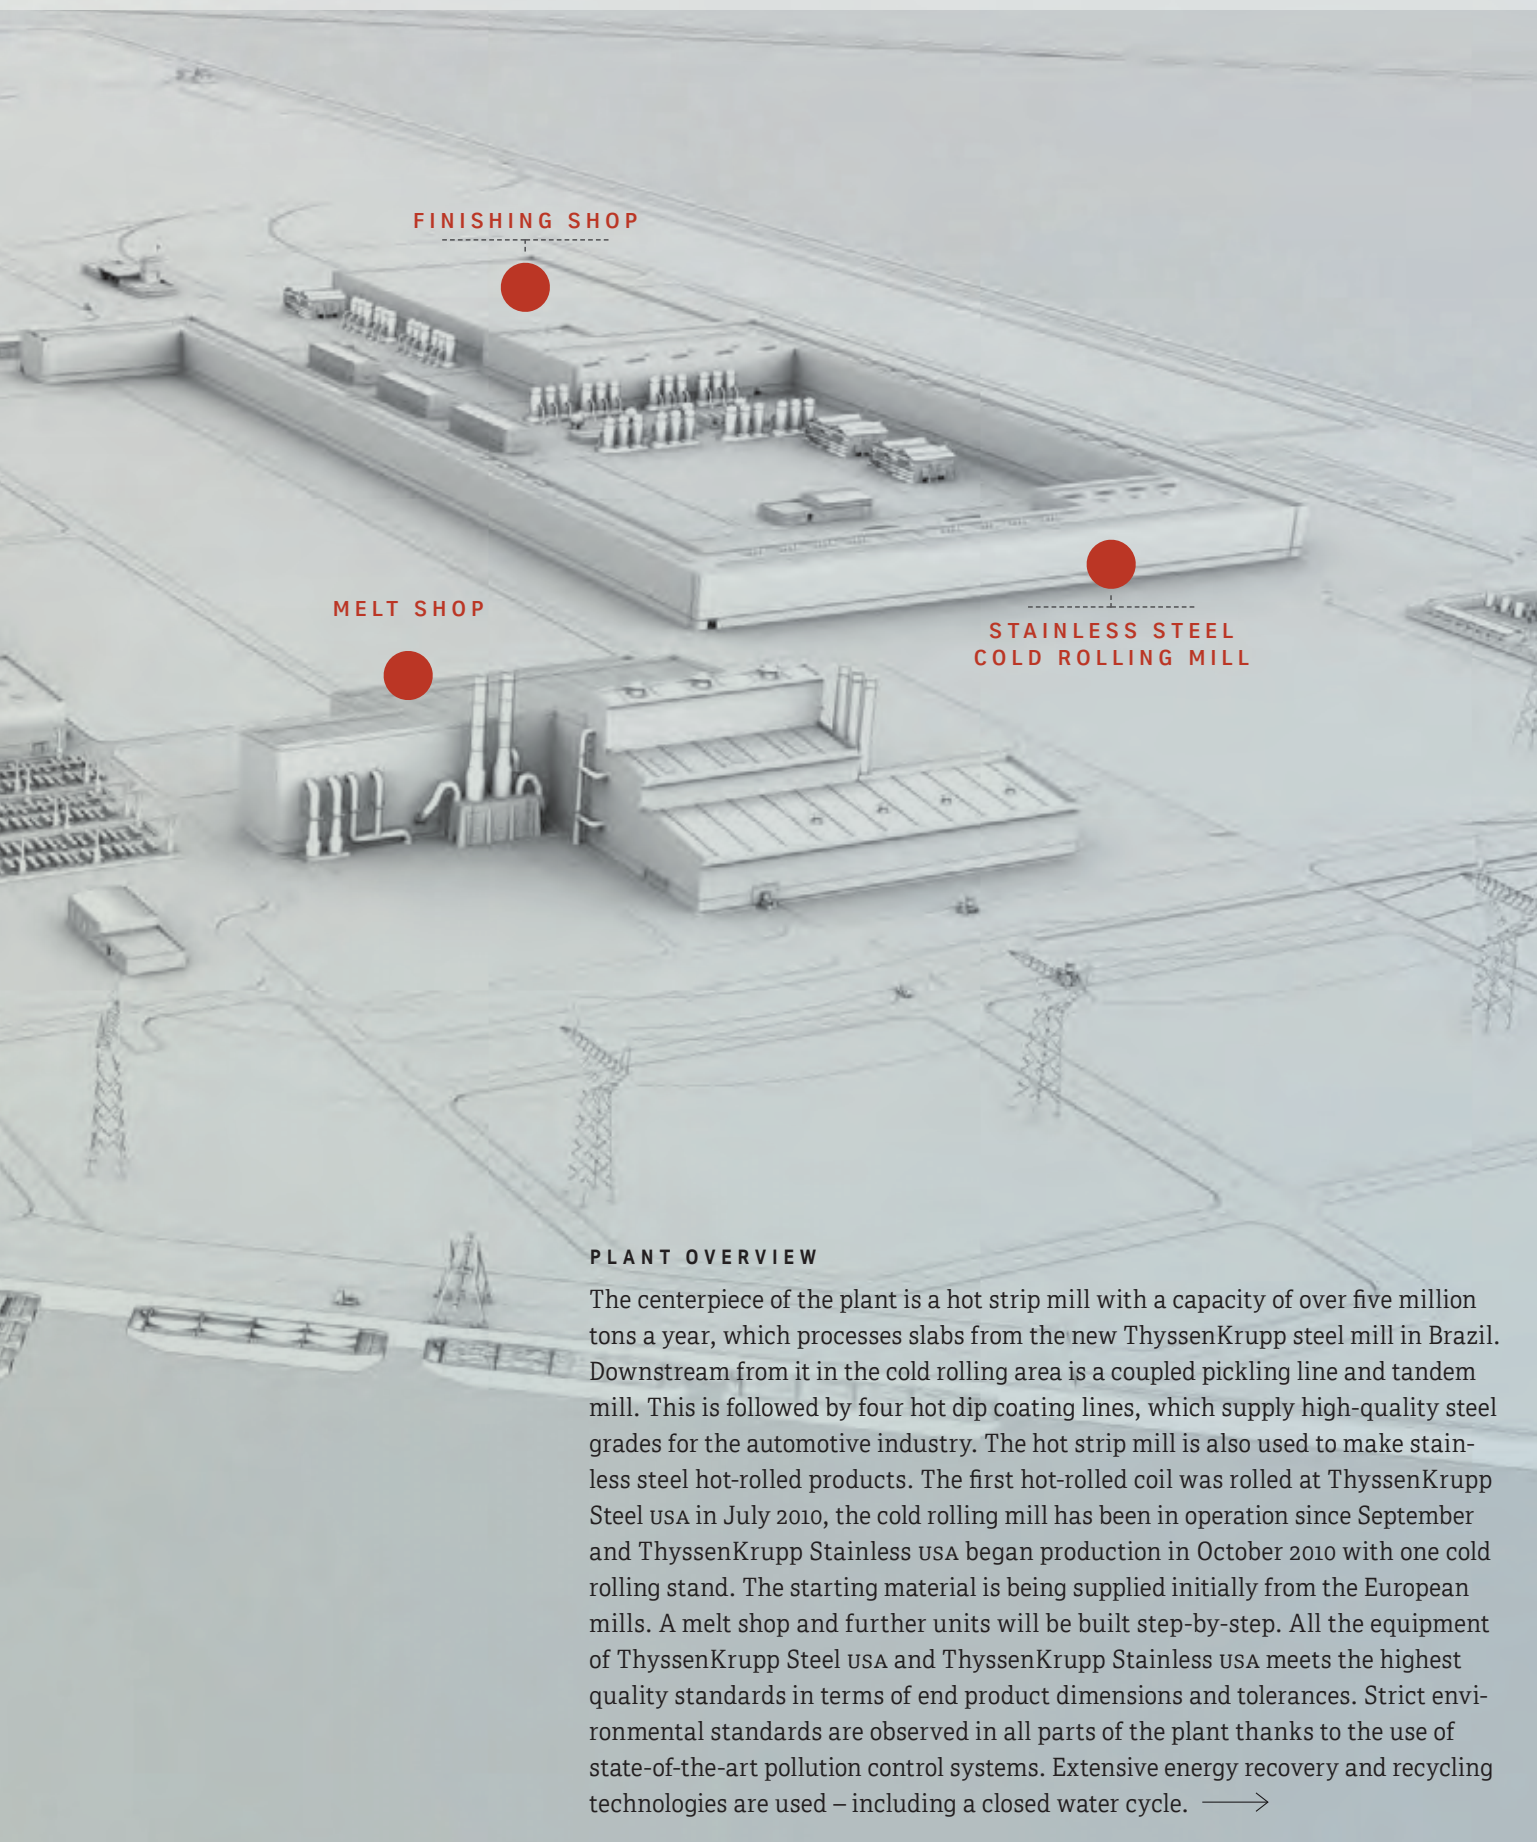 FINISHING SHOP
MELT SHOP
STAINLESS STEEL
COLD ROLLING MILL
PLANT OVERVIEW
The centerpiece of the plant is a hot strip mill with a capacity of over five million
tons a year, which processes slabs from the new ThyssenKrupp steel mill in Brazil.
Downstream from it in the cold rolling area is a coupled pickling line and tandem
mill. This is followed by four hot dip coating lines, which supply high-quality steel
grades for the automotive industry. The hot strip mill is also used to make stain-
less steel hot-rolled products. The first hot-rolled coil was rolled at ThyssenKrupp
Steel USA in July 2010, the cold rolling mill has been in operation since September
and ThyssenKrupp Stainless USA began production in October 2010 with one cold
rolling stand. The starting material is being supplied initially from the European
mills. A melt shop and further units will be built step-by-step. All the equipment
of ThyssenKrupp Steel USA and ThyssenKrupp Stainless USA meets the highest
quality standards in terms of end product dimensions and tolerances. Strict envi-
ronmental standards are observed in all parts of the plant thanks to the use of
state-of-the-art pollution control systems. Extensive energy recovery and recycling
technologies are used – including a closed water cycle. ⟶